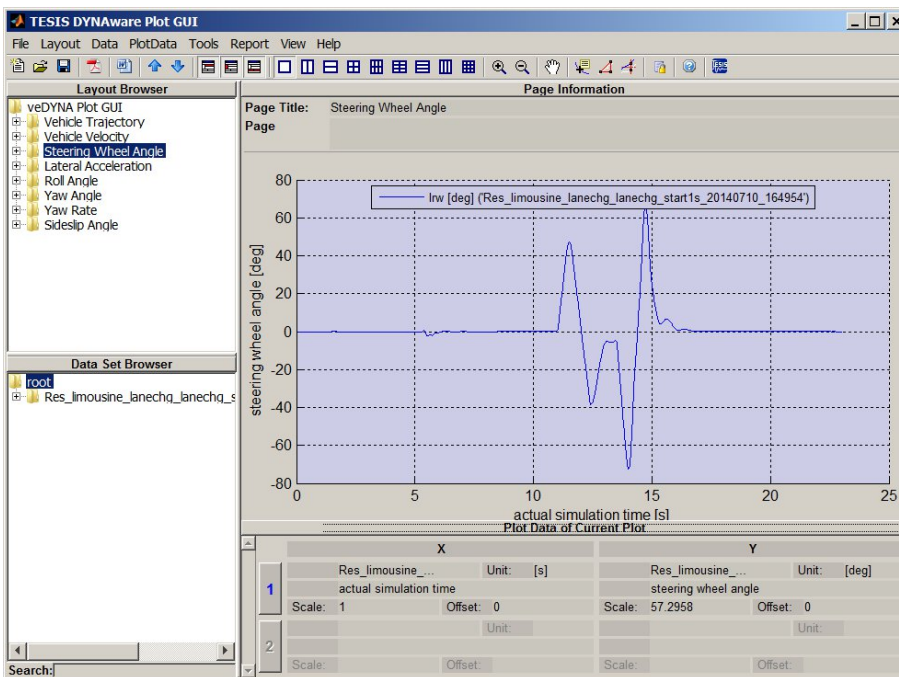 TESIS DYNAware Plot GUI
File Layout Data PlotData Tools Report View Help
Layout Browser
veDYNA Plot GUI
Vehicle Trajectory
Vehicle Velocity
Steering Wheel Angle
Lateral Acceleration
Roll Angle
Yaw Angle
Yaw Rate
Sideslip Angle
Data Set Browser
root
Res_limousine_lanechg_lanechg_s
Search:
Page Information
Page Title: Steering Wheel Angle
Page
lrw [deg] ('Res_limousine_lanechg_lanechg_start1s_20140710_164954')
steering wheel angle [deg]
80
60
40
20
0
-20
-40
-60
-80
0 5 10 15 20 25
actual simulation time [s]
Plot Data of Current Plot
X Y
Res_limousine_... Unit: [s] Res_limousine_... Unit: [deg]
1 actual simulation time steering wheel angle
Scale: 1 Offset: 0 Scale: 57.2958 Offset: 0
Unit: Unit:
2
Scale: Offset: Scale: Offset: